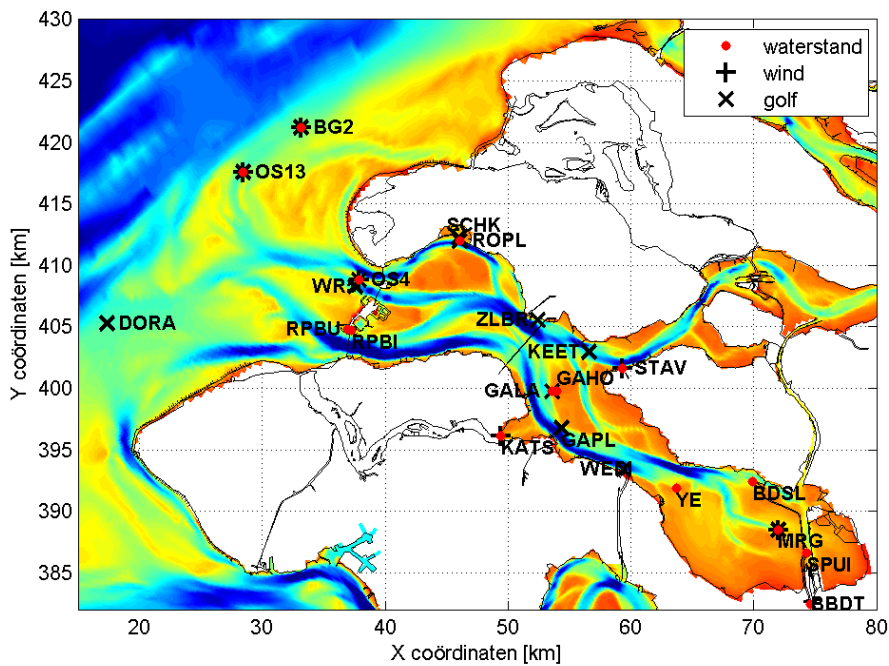 430
425
420
415
410
405
400
395
390
385
Y coördinaten [km]
waterstand
wind
golf
BG2
OS13
SCHK
ROPL
OS4
WR
DORA
ZLBR
RPBU
RPBI
KEET
STAV
GAHO
GALA
GAPL
KATS
WEM
BDSL
YE
MRG
SPUI
BBDT
20
30
40
50
60
70
80
X coördinaten [km]